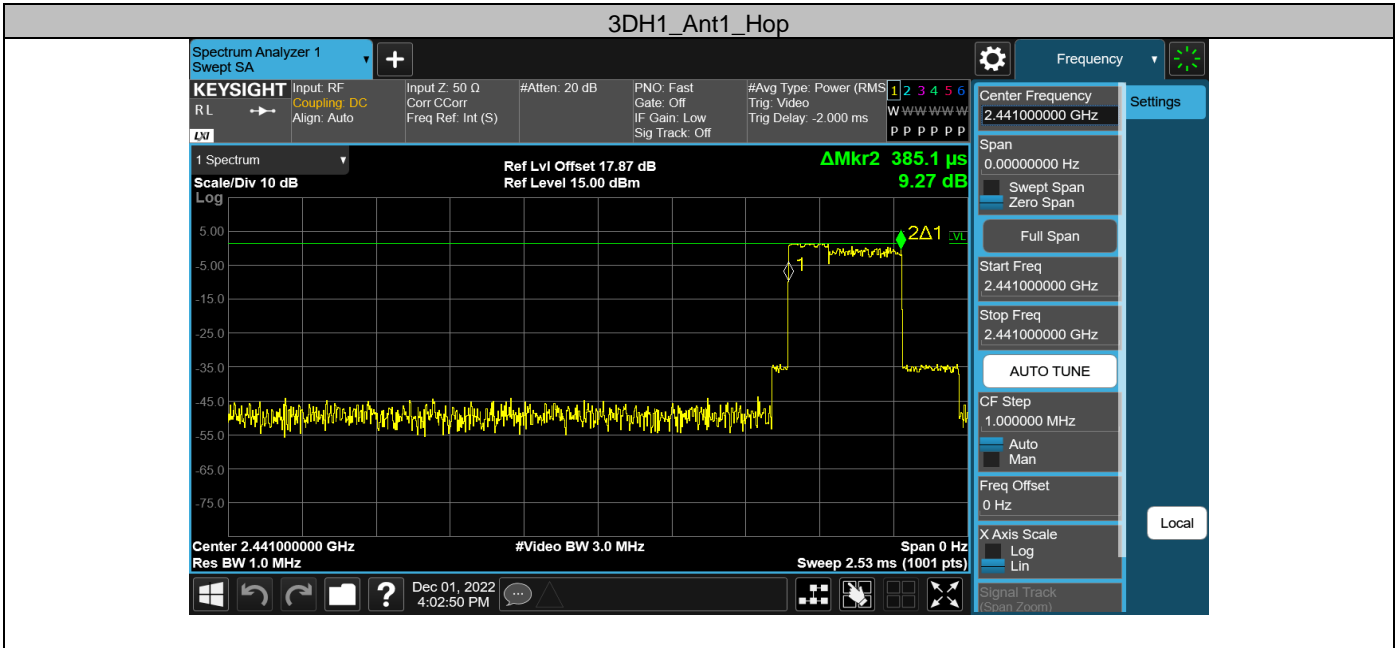 3DH1_Ant1_Hop
Spectrum Analyzer 1
Swept SA
Frequency
KEYSIGHT
RL
LXI
Input: RF
Coupling: DC
Align: Auto
Input Z: 50 Ω
Corr CCorr
Freq Ref: Int (S)
#Atten: 20 dB
PNO: Fast
Gate: Off
IF Gain: Low
Sig Track: Off
#Avg Type: Power (RMS
Trig: Video
Trig Delay: -2.000 ms
1 2 3 4 5 6
W W W W W W
P P P P P P
1 Spectrum
Scale/Div 10 dB
Log
Ref Lvl Offset 17.87 dB
Ref Level 15.00 dBm
ΔMkr2 385.1 µs
9.27 dB
5.00
-5.00
-15.0
-25.0
-35.0
-45.0
-55.0
-65.0
-75.0
1
2Δ1
LVL
Center 2.441000000 GHz
Res BW 1.0 MHz
#Video BW 3.0 MHz
Span 0 Hz
Sweep 2.53 ms (1001 pts)
Center Frequency
2.441000000 GHz
Settings
Span
0.00000000 Hz
Swept Span
Zero Span
Full Span
Start Freq
2.441000000 GHz
Stop Freq
2.441000000 GHz
AUTO TUNE
CF Step
1.000000 MHz
Auto
Man
Freq Offset
0 Hz
X Axis Scale
Log
Lin
Signal Track
(Span Zoom)
Local
?
Dec 01, 2022
4:02:50 PM